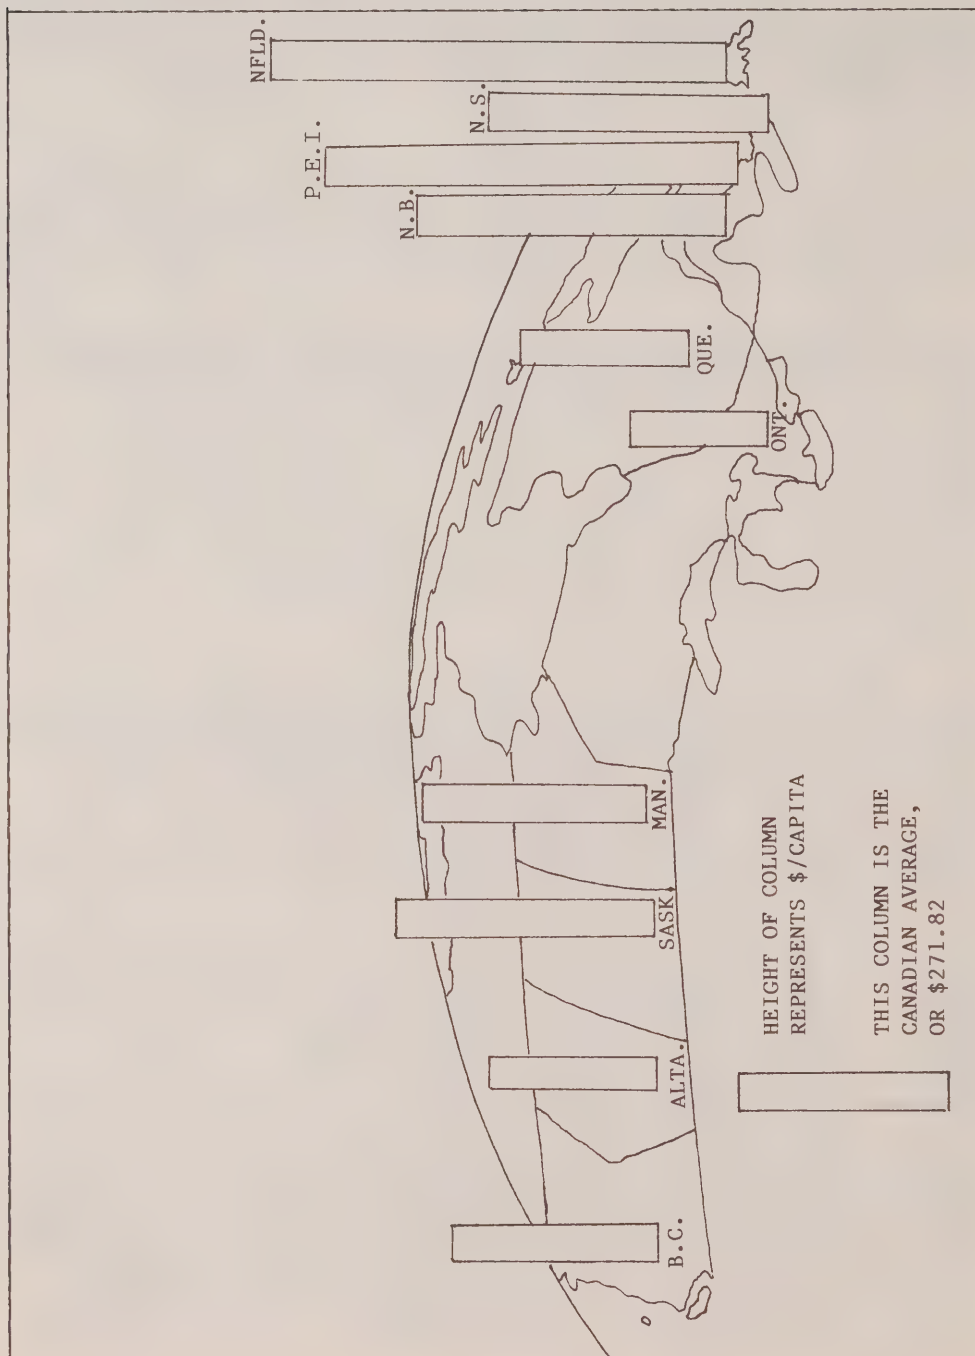 NFLD.
N.S.
P.E.I.
N.B.
QUE.
ONT.
MAN.
SASK.
ALTA.
B.C.
HEIGHT OF COLUMN
REPRESENTS $/CAPITA
THIS COLUMN IS THE
CANADIAN AVERAGE,
OR $271.82